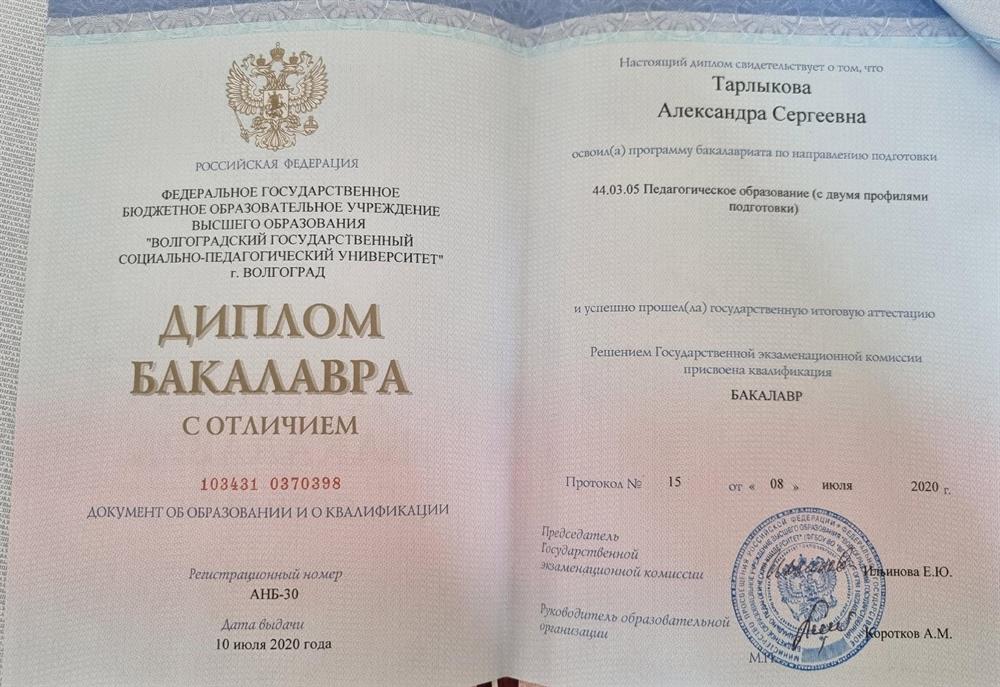 РОССИЙСКАЯ ФЕДЕРАЦИЯ
ФЕДЕРАЛЬНОЕ ГОСУДАРСТВЕННОЕ
БЮДЖЕТНОЕ ОБРАЗОВАТЕЛЬНОЕ УЧРЕЖДЕНИЕ
ВЫСШЕГО ОБРАЗОВАНИЯ
"ВОЛГОГРАДСКИЙ ГОСУДАРСТВЕННЫЙ
СОЦИАЛЬНО-ПЕДАГОГИЧЕСКИЙ УНИВЕРСИТЕТ"
г. ВОЛГОГРАД
ДИПЛОМ
БАКАЛАВРА
С ОТЛИЧИЕМ
103431 0370398
ДОКУМЕНТ ОБ ОБРАЗОВАНИИ И О КВАЛИФИКАЦИИ
Регистрационный номер
АНБ-30
Дата выдачи
10 июля 2020 года
Настоящий диплом свидетельствует о том, что
Тарлыкова
Александра Сергеевна
освоил(а) программу бакалавриата по направлению подготовки
44.03.05 Педагогическое образование (с двумя профилями
подготовки)
и успешно прошел(ла) государственную итоговую аттестацию
Решением Государственной экзаменационной комиссии
присвоена квалификация
БАКАЛАВР
Протокол № 15 от « 08 » июля 2020 г.
Председатель
Государственной
экзаменационной комиссии
Ильинова Е.Ю.
Руководитель образовательной
организации
Коротков А.М.
М.П.